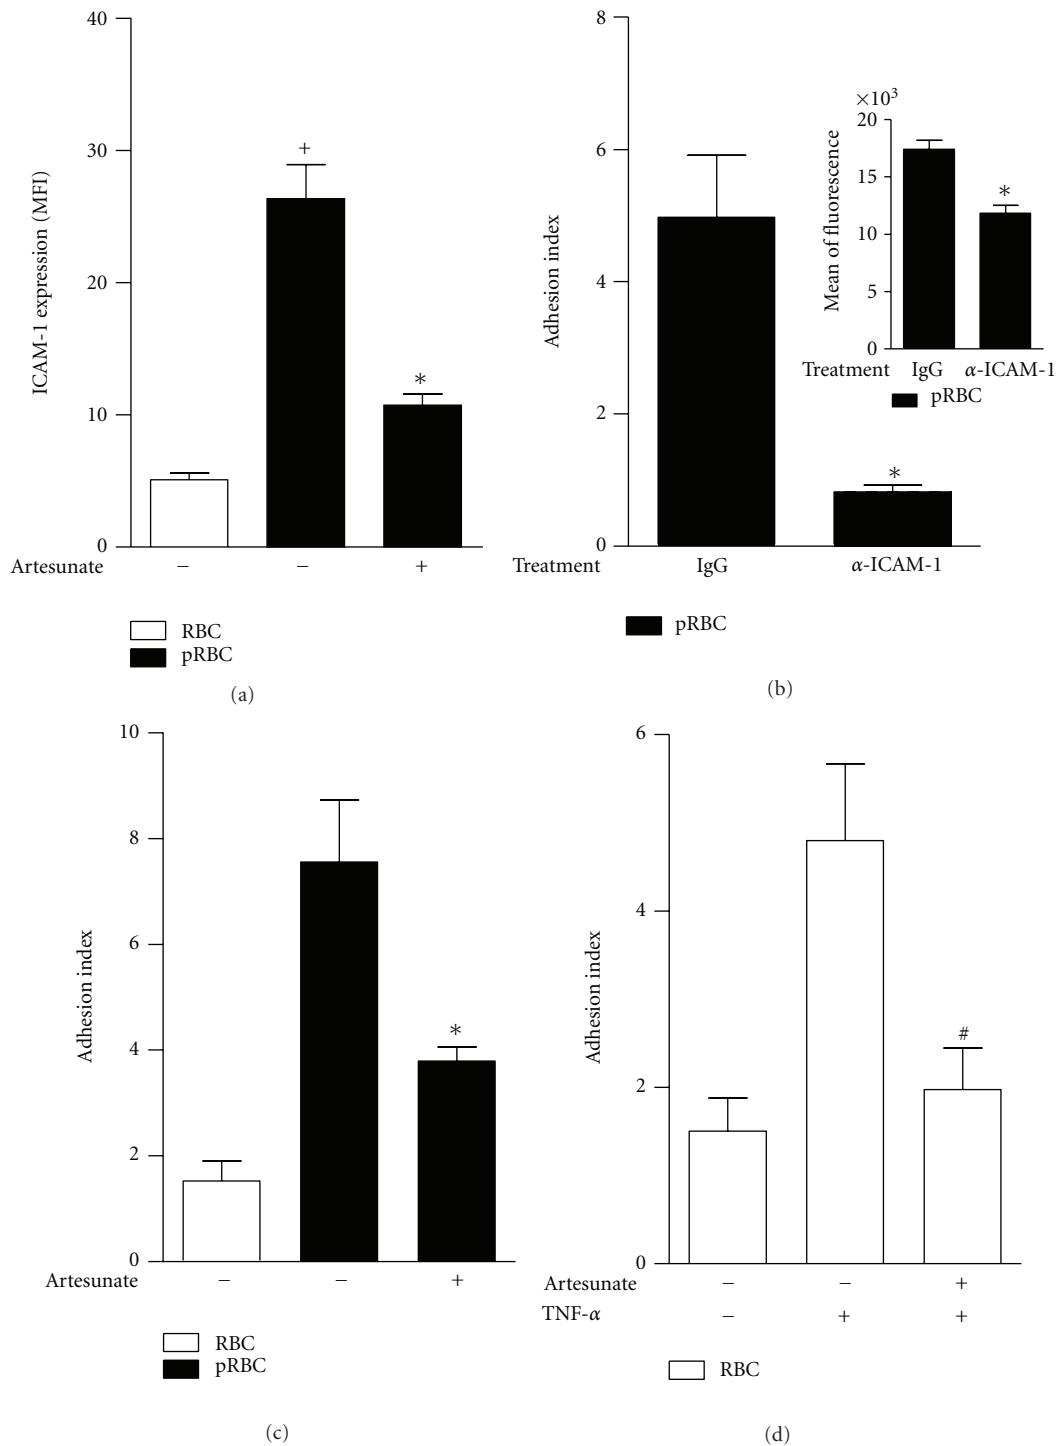 40
30
20
10
0
ICAM-1 expression (MFI)
+
*
Artesunate − − +
RBC
pRBC
(a)
8
6
4
2
0
Adhesion index
*
Treatment IgG α-ICAM-1
pRBC
×10³
20
15
10
5
0
Mean of fluorescence
*
Treatment IgG α-ICAM-1
pRBC
(b)
10
8
6
4
2
0
Adhesion index
*
Artesunate − − +
RBC
pRBC
(c)
6
4
2
0
Adhesion index
#
Artesunate − − +
TNF-α − + +
RBC
(d)